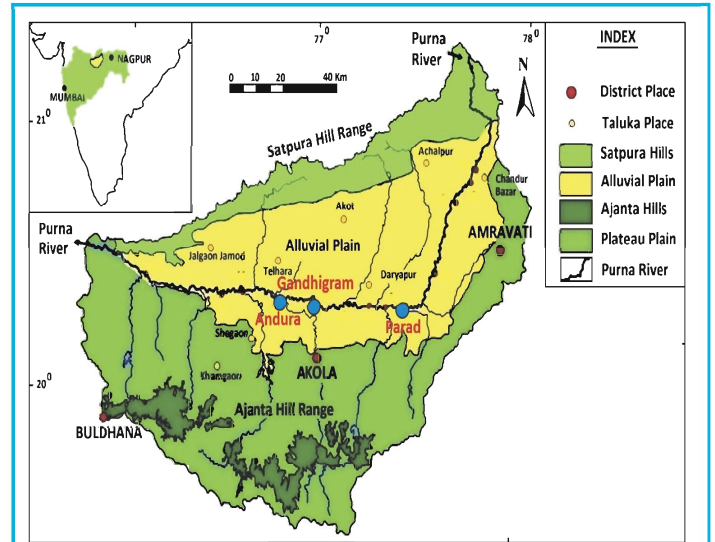 77⁰
78⁰
21⁰
20⁰
NAGPUR
MUMBAI
0 10 20 40 Km
N
Purna
River
Satpura Hill Range
Achalpur
Chandur
Bazar
Akot
AMRAVATI
Purna
River
Jalgaon Jamod
Alluvial Plain
Telhara
Gandhigram
Daryapur
Andura
Parad
Shegaon
AKOLA
Khamgaon
Ajanta Hill Range
BULDHANA
INDEX
District Place
Taluka Place
Satpura Hills
Alluvial Plain
Ajanta Hills
Plateau Plain
Purna River